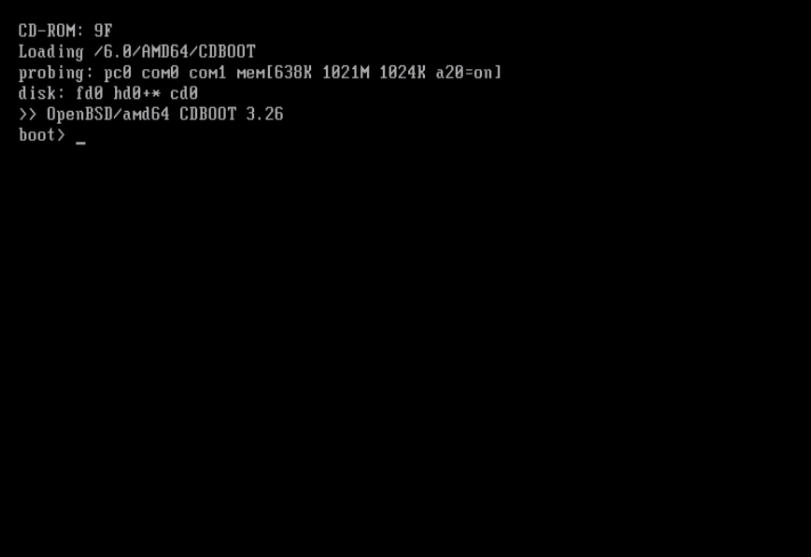 CD-ROM: 9F
Loading /6.0/AMD64/CDBOOT
probing: pc0 com0 com1 mem[638K 1021M 1024K a20=on]
disk: fd0 hd0+* cd0
>> OpenBSD/amd64 CDBOOT 3.26
boot> _